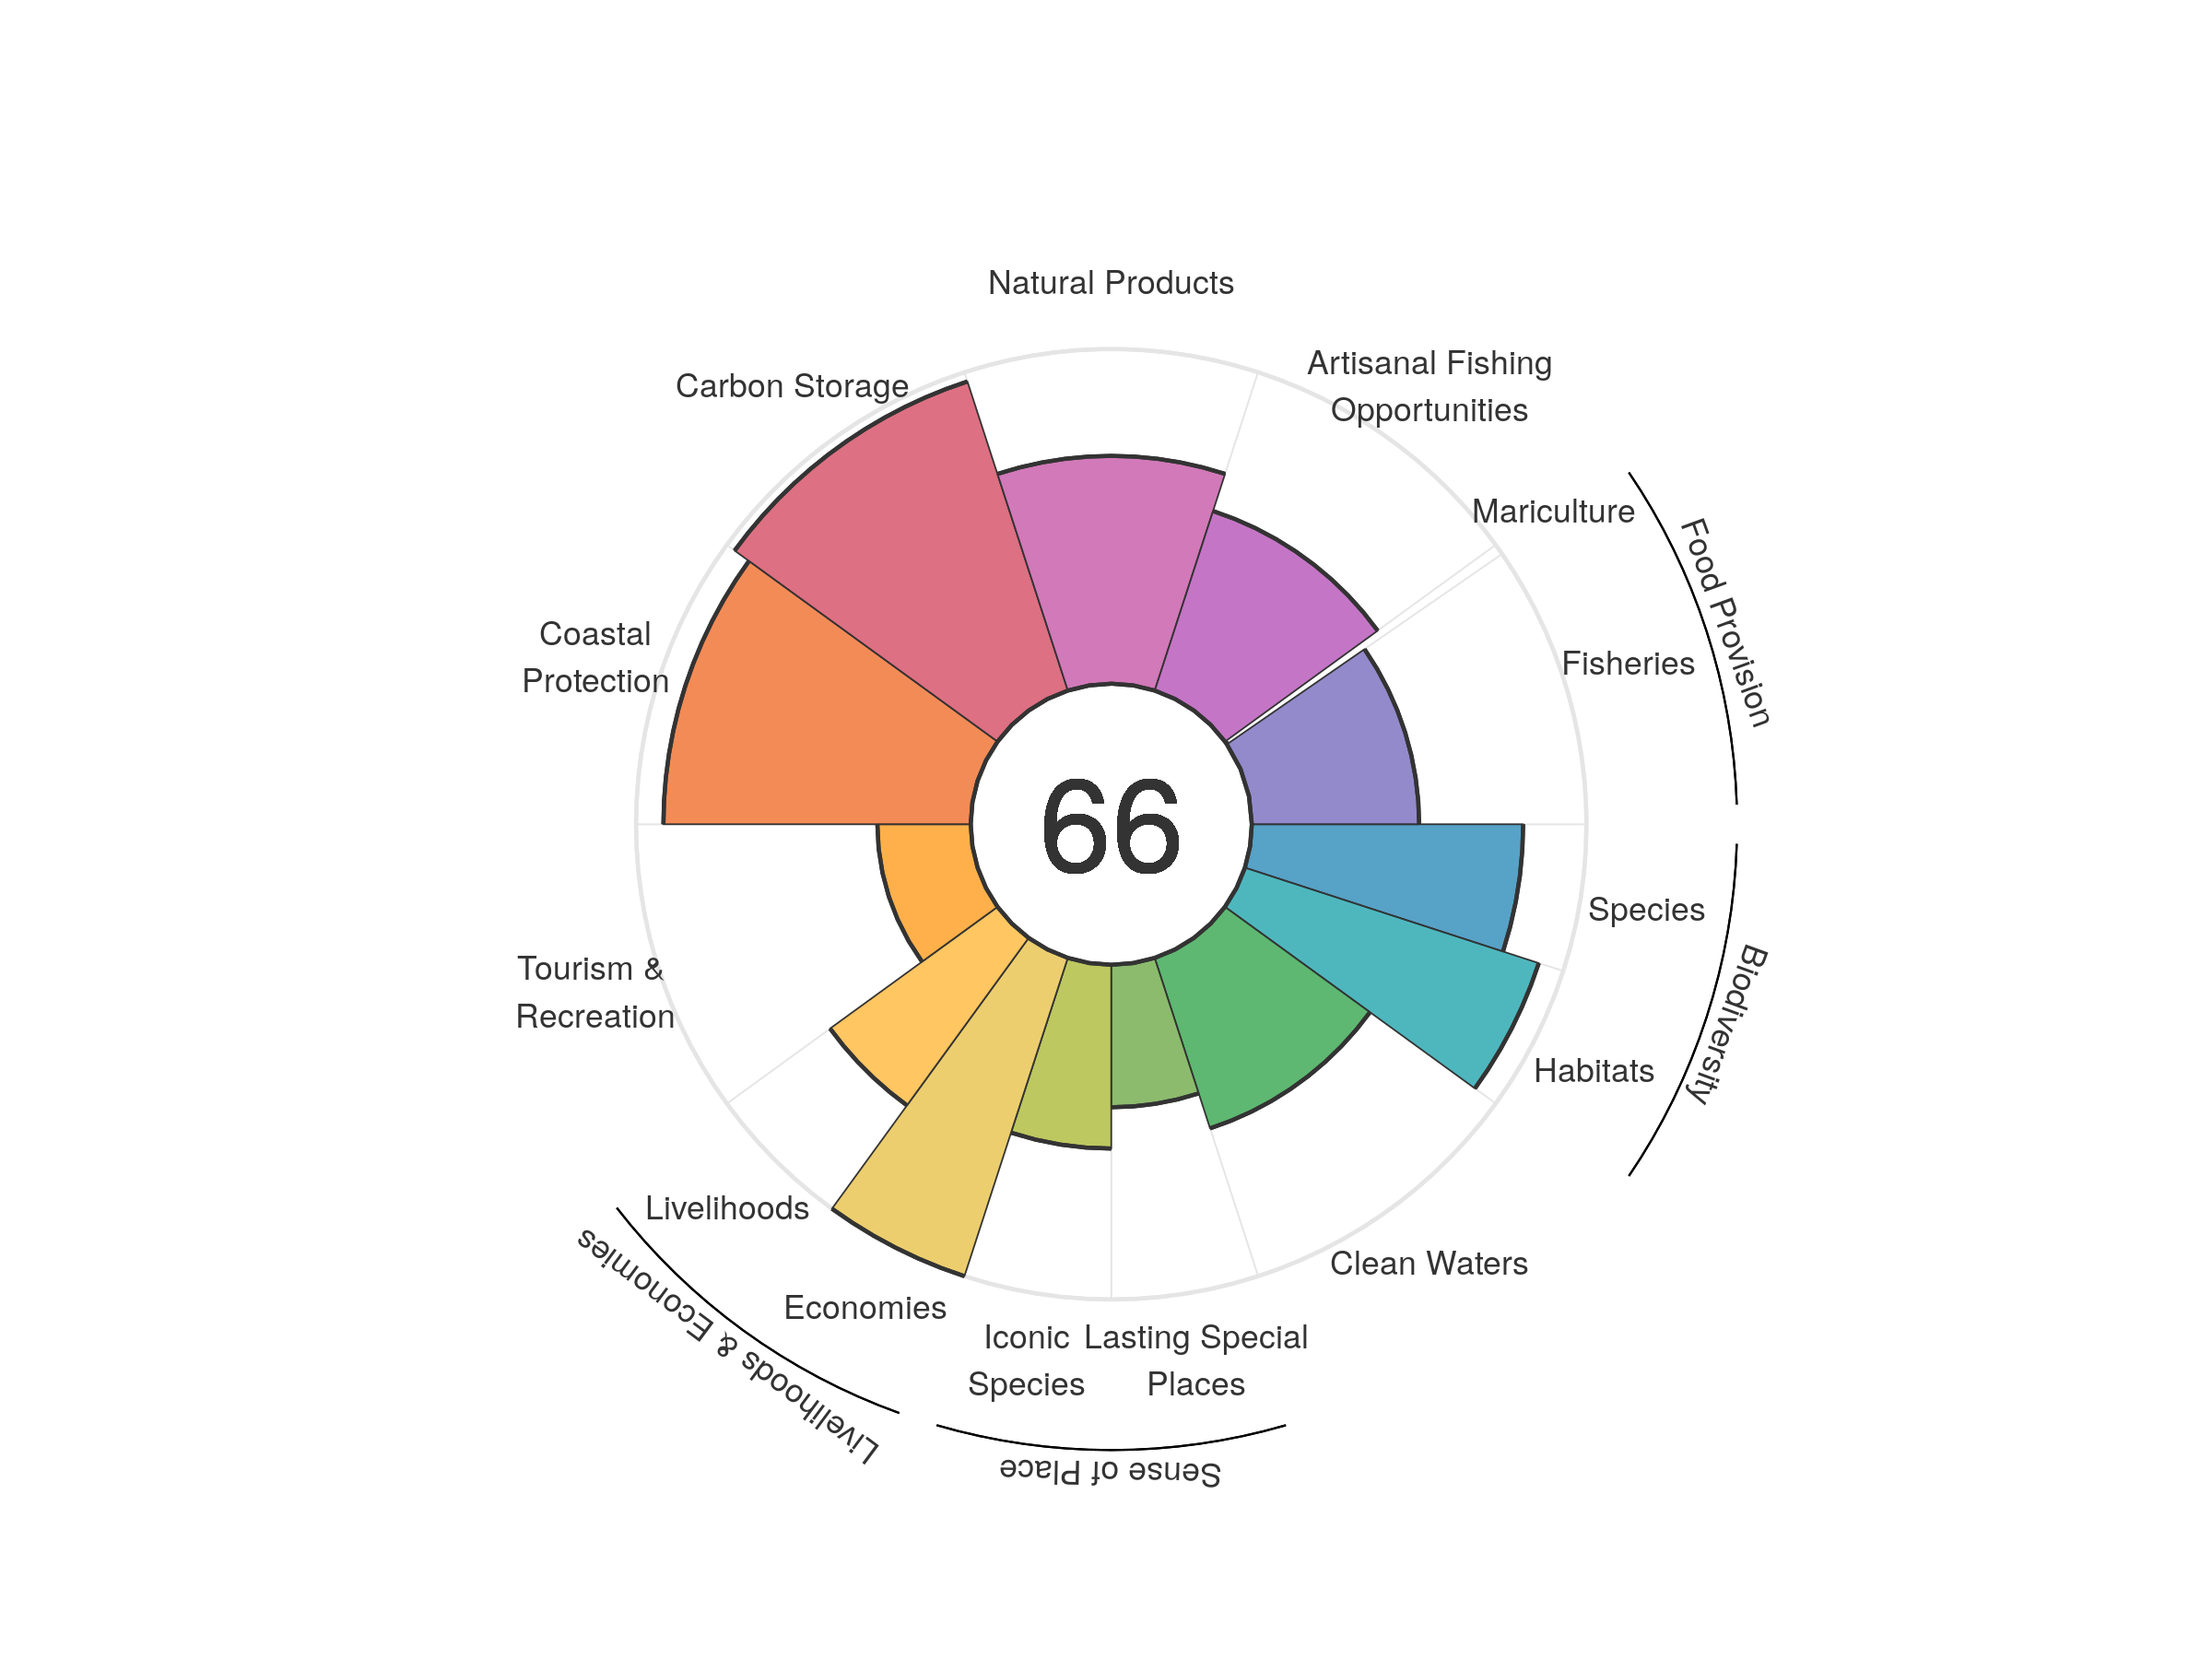 Natural Products
Artisanal Fishing
Opportunities
Carbon Storage
Mariculture
Food Provision
Coastal
Protection
Fisheries
66
Species
Biodiversity
Tourism &
Recreation
Habitats
Livelihoods
Clean Waters
Economies
Livelihoods & Economies
Iconic
Species
Lasting Special
Places
Sense of Place